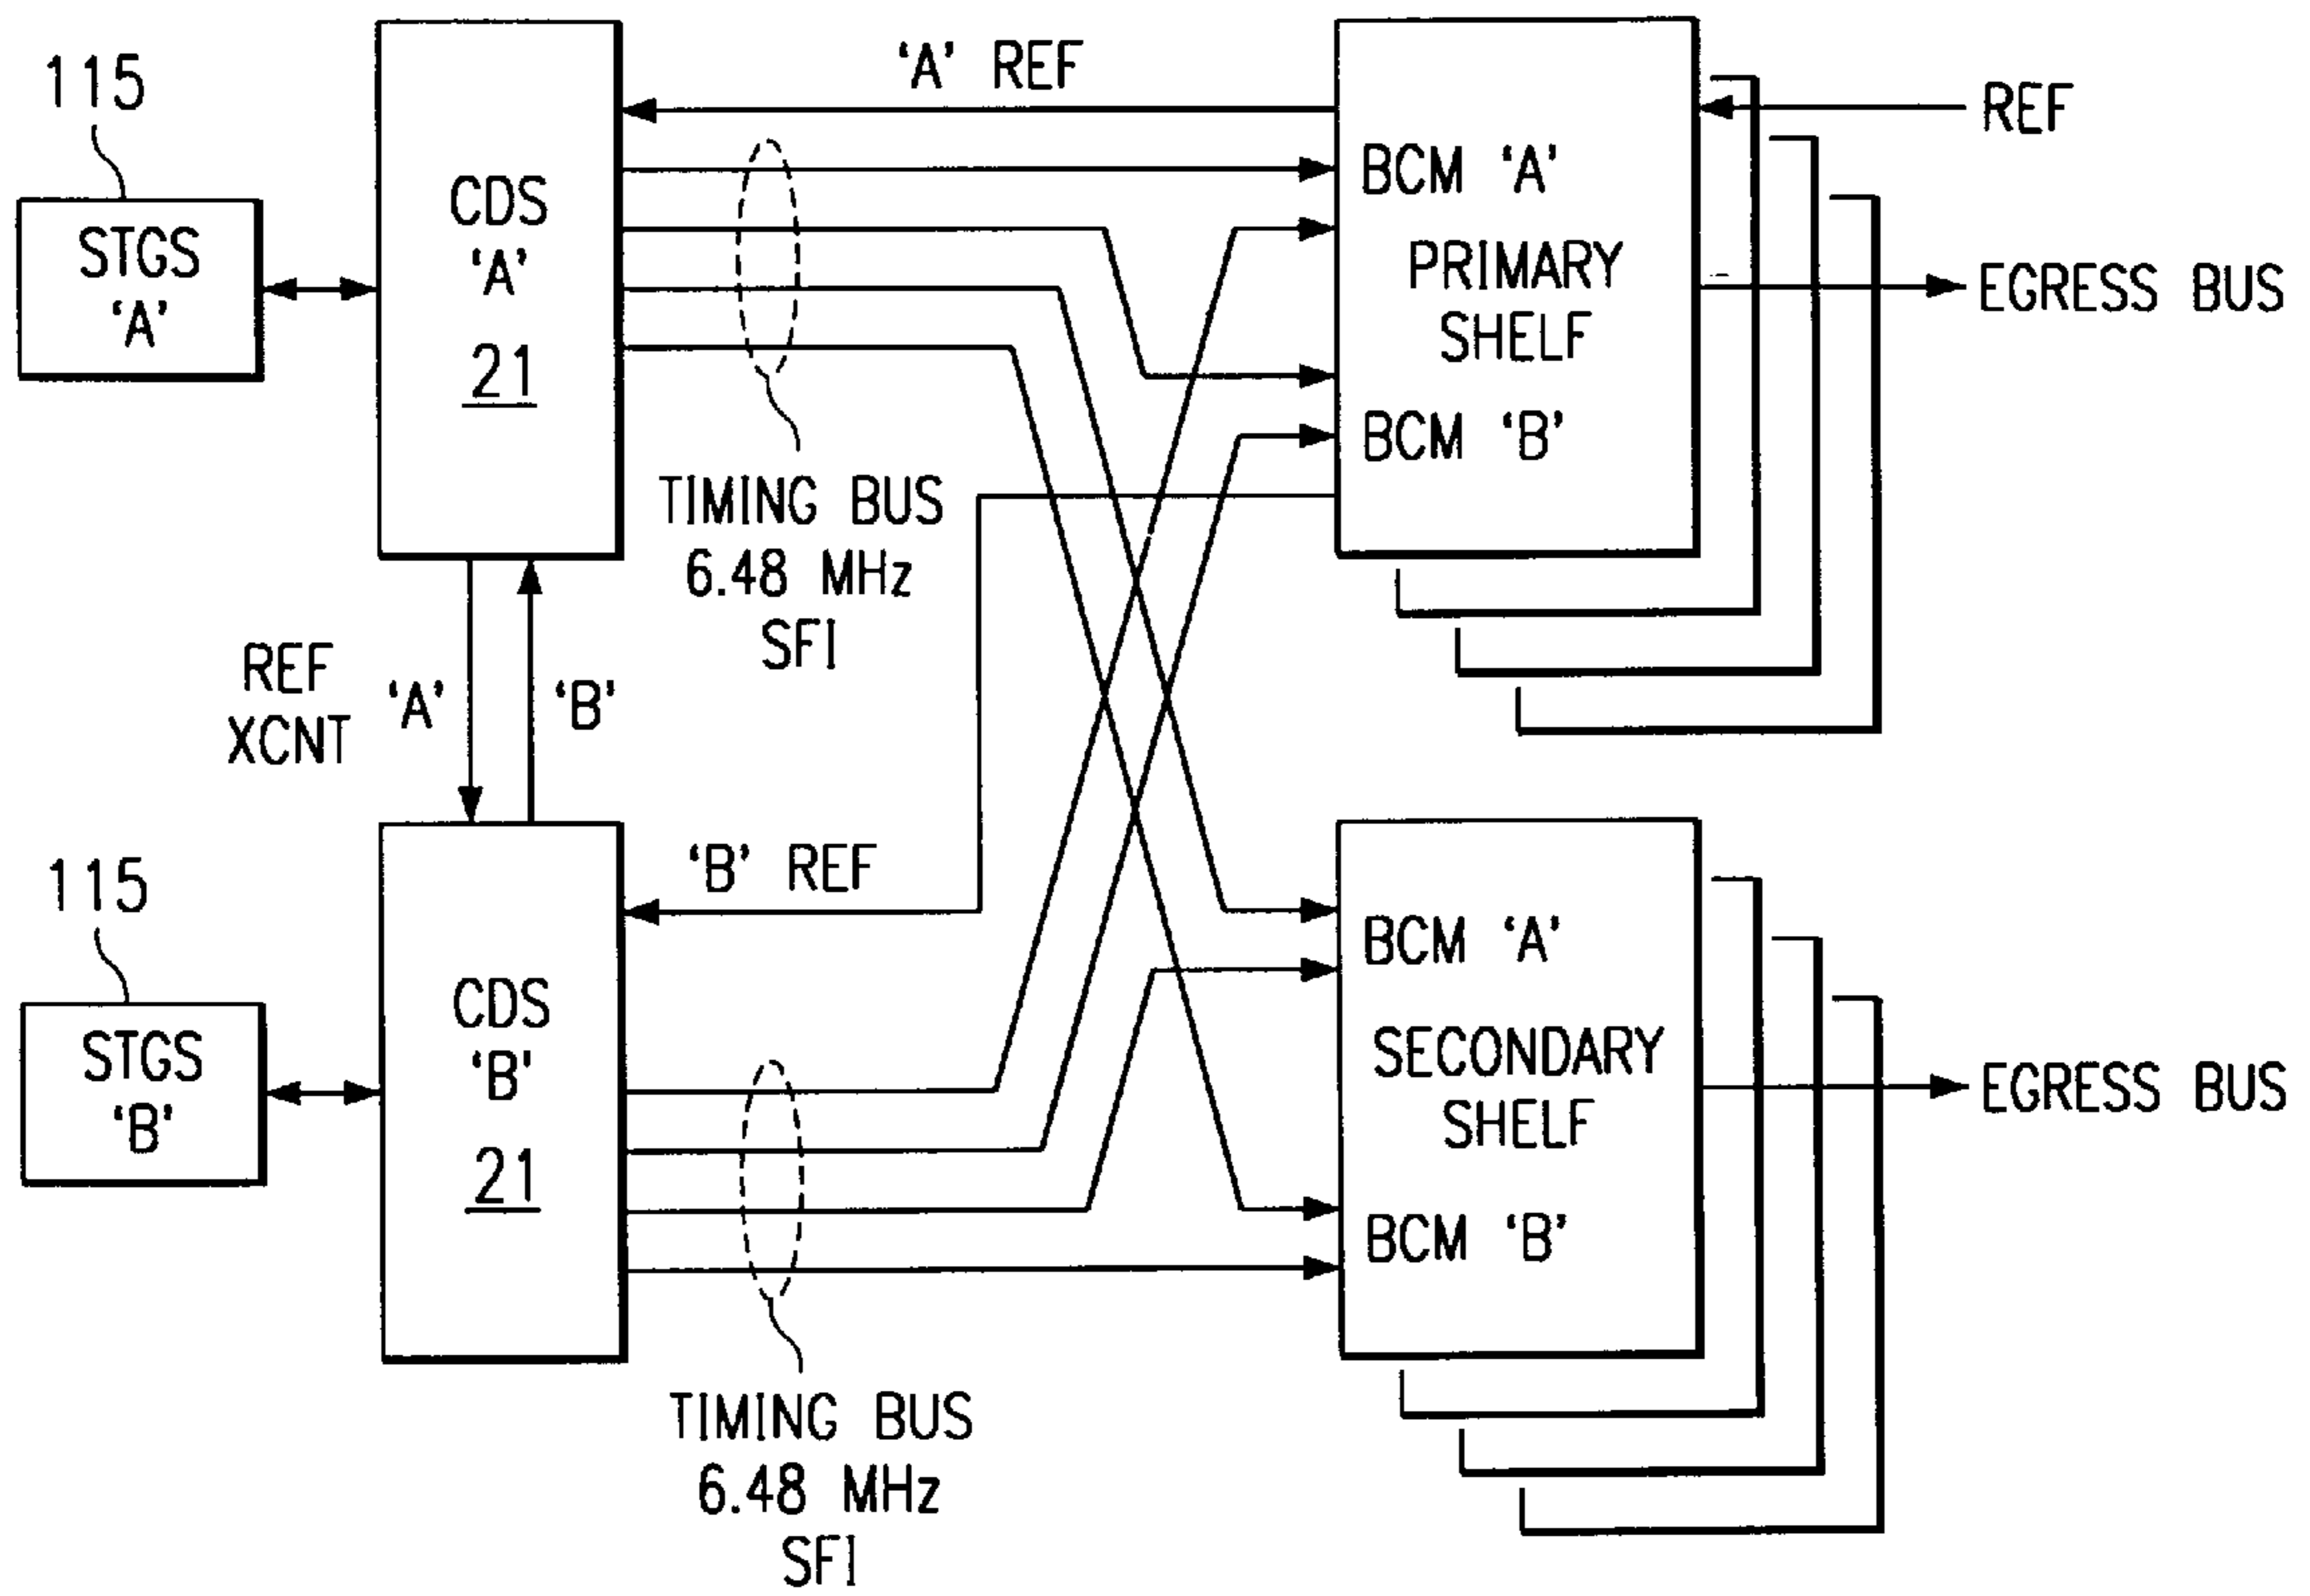 115
STGS
‘A’
CDS
‘A’
21
‘A’ REF
TIMING BUS
6.48 MHz
SFI
BCM ‘A’
PRIMARY
SHELF
BCM ‘B’
REF
EGRESS BUS
REF
XCNT
‘A’
‘B’
115
STGS
‘B’
CDS
‘B’
21
‘B’ REF
TIMING BUS
6.48 MHz
SFI
BCM ‘A’
SECONDARY
SHELF
BCM ‘B’
EGRESS BUS